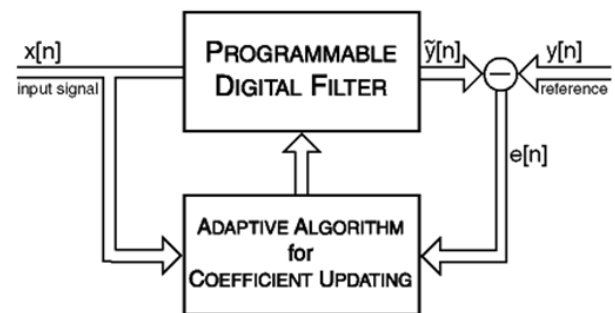 x[n]
input signal
PROGRAMMABLE
DIGITAL FILTER
ỹ[n]
y[n]
reference
e[n]
ADAPTIVE ALGORITHM
for
COEFFICIENT UPDATING